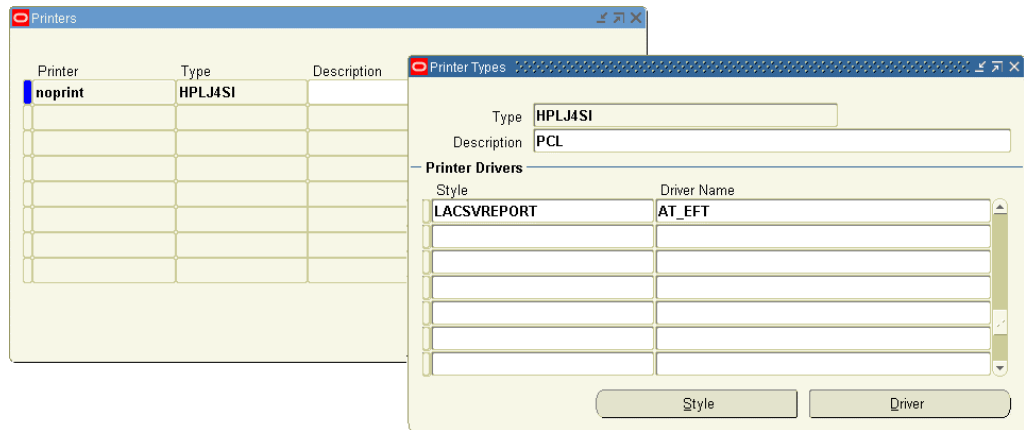 Printers
Printer Type Description
noprint HPLJ4SI
Printer Types
Type HPLJ4SI
Description PCL
Printer Drivers
Style Driver Name
LACSVREPORT AT_EFT
Style Driver